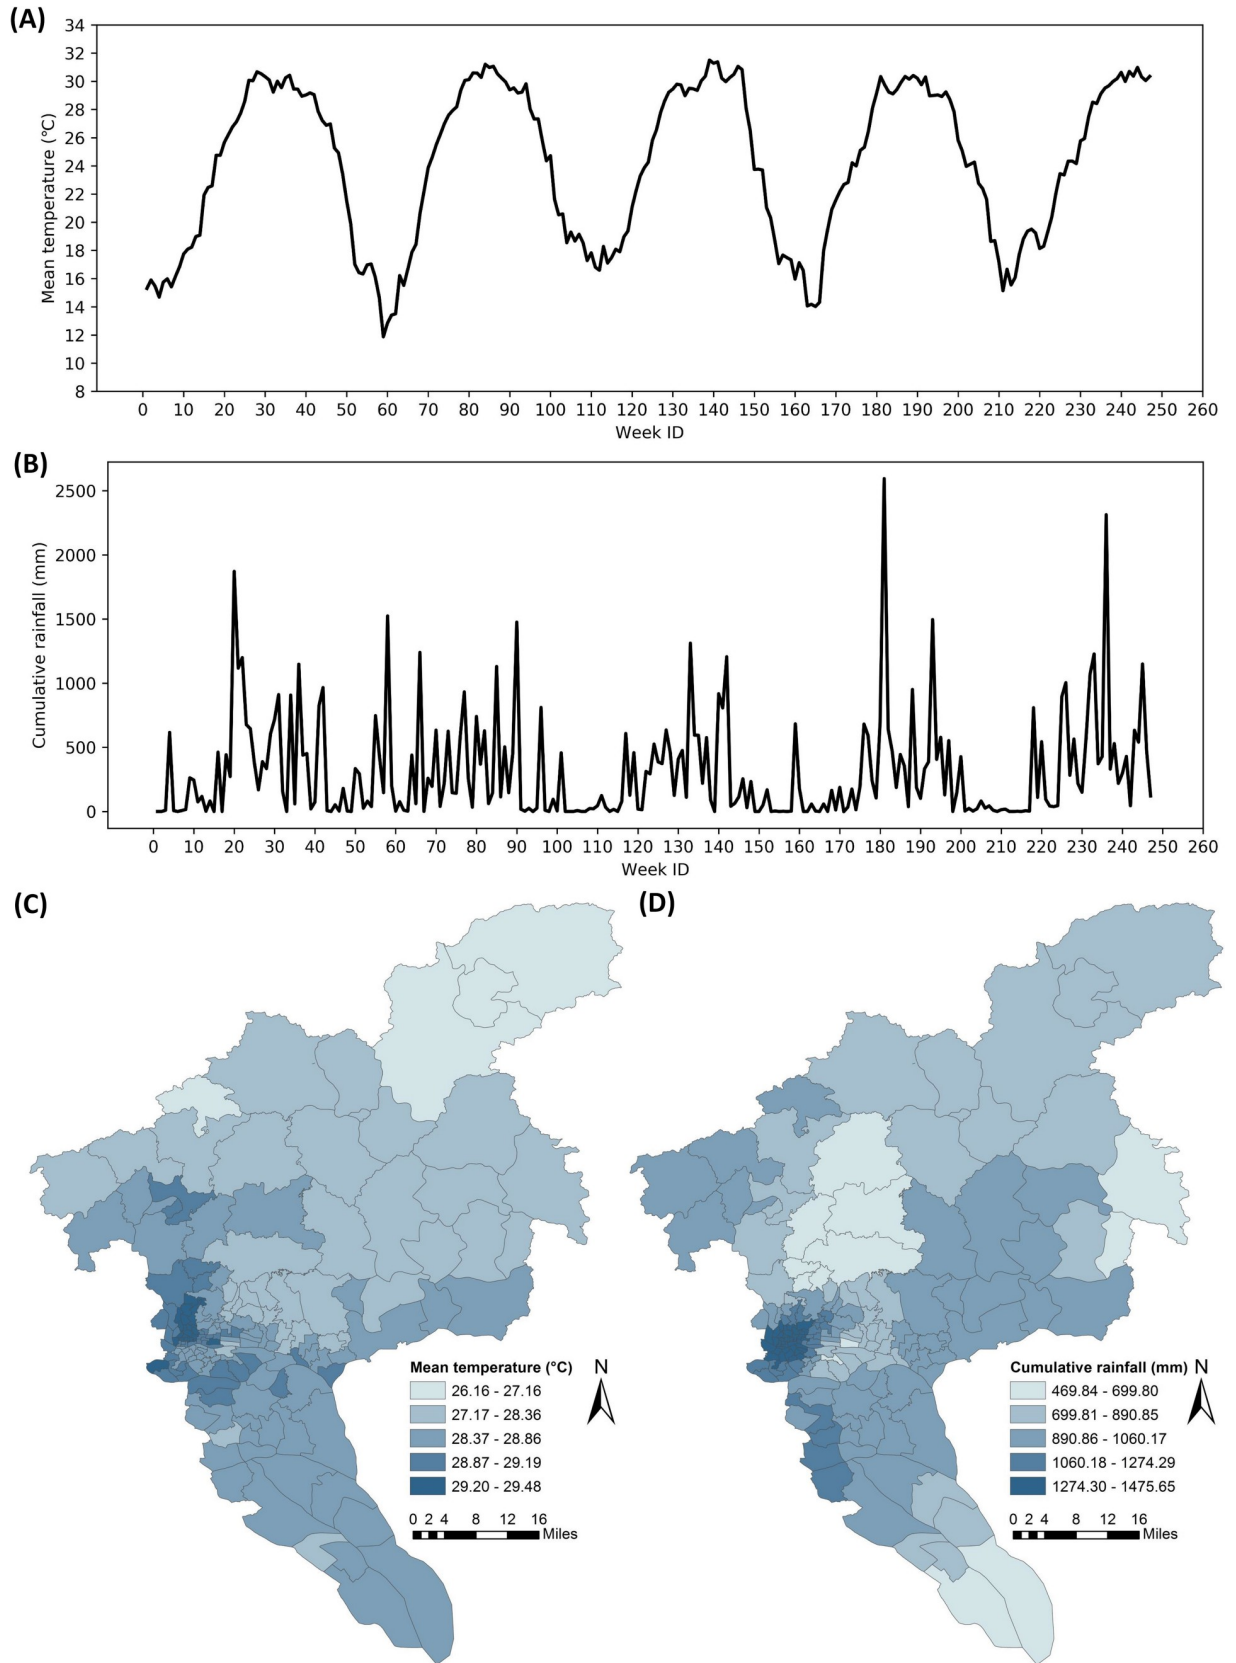 (A)
34
32
30
28
26
24
22
20
18
16
14
12
10
8
Mean temperature (°C)
0 10 20 30 40 50 60 70 80 90 100 110 120 130 140 150 160 170 180 190 200 210 220 230 240 250 260
Week ID
(B)
2500
2000
1500
1000
500
0
Cumulative rainfall (mm)
0 10 20 30 40 50 60 70 80 90 100 110 120 130 140 150 160 170 180 190 200 210 220 230 240 250 260
Week ID
(C)
Mean temperature (°C) N
26.16 - 27.16
27.17 - 28.36
28.37 - 28.86
28.87 - 29.19
29.20 - 29.48
0 2 4 8 12 16
Miles
(D)
Cumulative rainfall (mm) N
469.84 - 699.80
699.81 - 890.85
890.86 - 1060.17
1060.18 - 1274.29
1274.30 - 1475.65
0 2 4 8 12 16
Miles